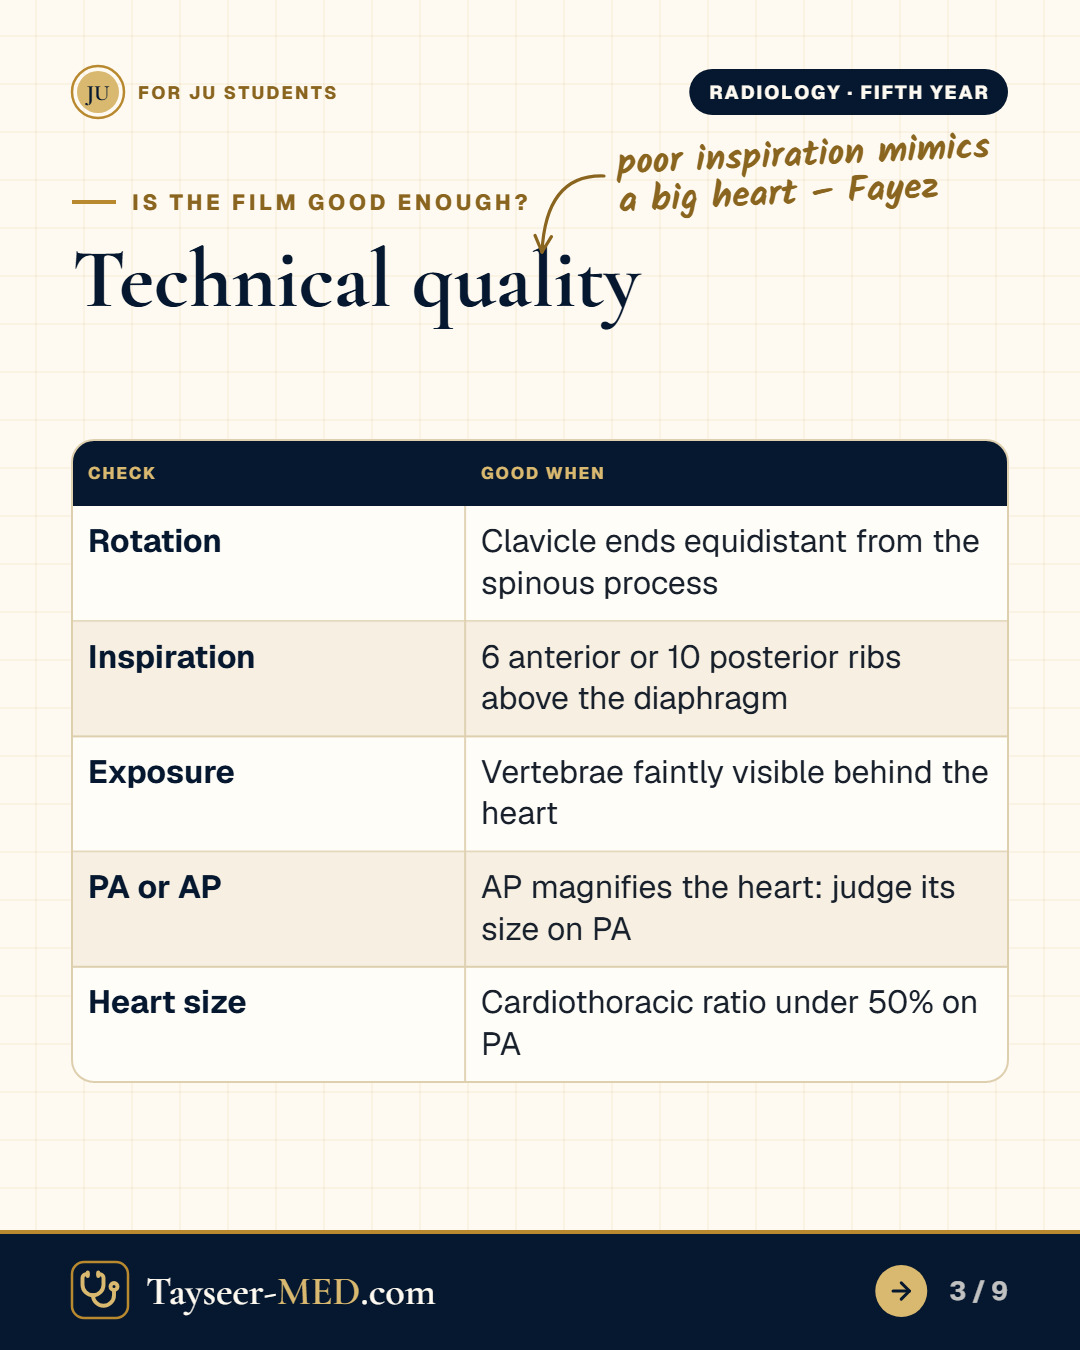 JU
FOR JU STUDENTS
RADIOLOGY · FIFTH YEAR
poor inspiration mimics
a big heart – Fayez
IS THE FILM GOOD ENOUGH?
Technical quality
CHECK
GOOD WHEN
Rotation
Clavicle ends equidistant from the
spinous process
Inspiration
6 anterior or 10 posterior ribs
above the diaphragm
Exposure
Vertebrae faintly visible behind the
heart
PA or AP
AP magnifies the heart: judge its
size on PA
Heart size
Cardiothoracic ratio under 50% on
PA
Tayseer-MED.com
3 / 9